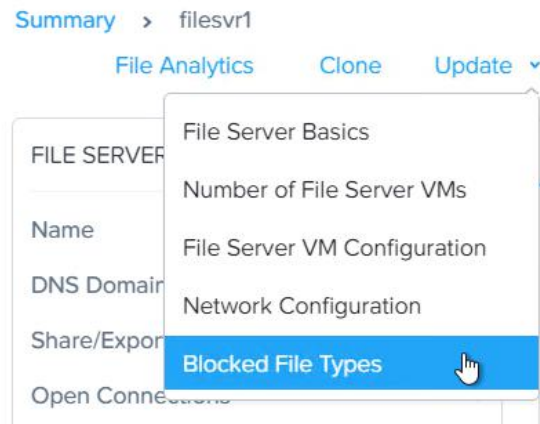 Summary > filesvr1
File Analytics Clone Update
File Server Basics
FILE SERVER
Number of File Server VMs
Name
File Server VM Configuration
DNS Domain
Network Configuration
Share/Export
Blocked File Types
Open Connections